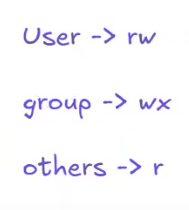 User -> rw
group -> wx
others -> r